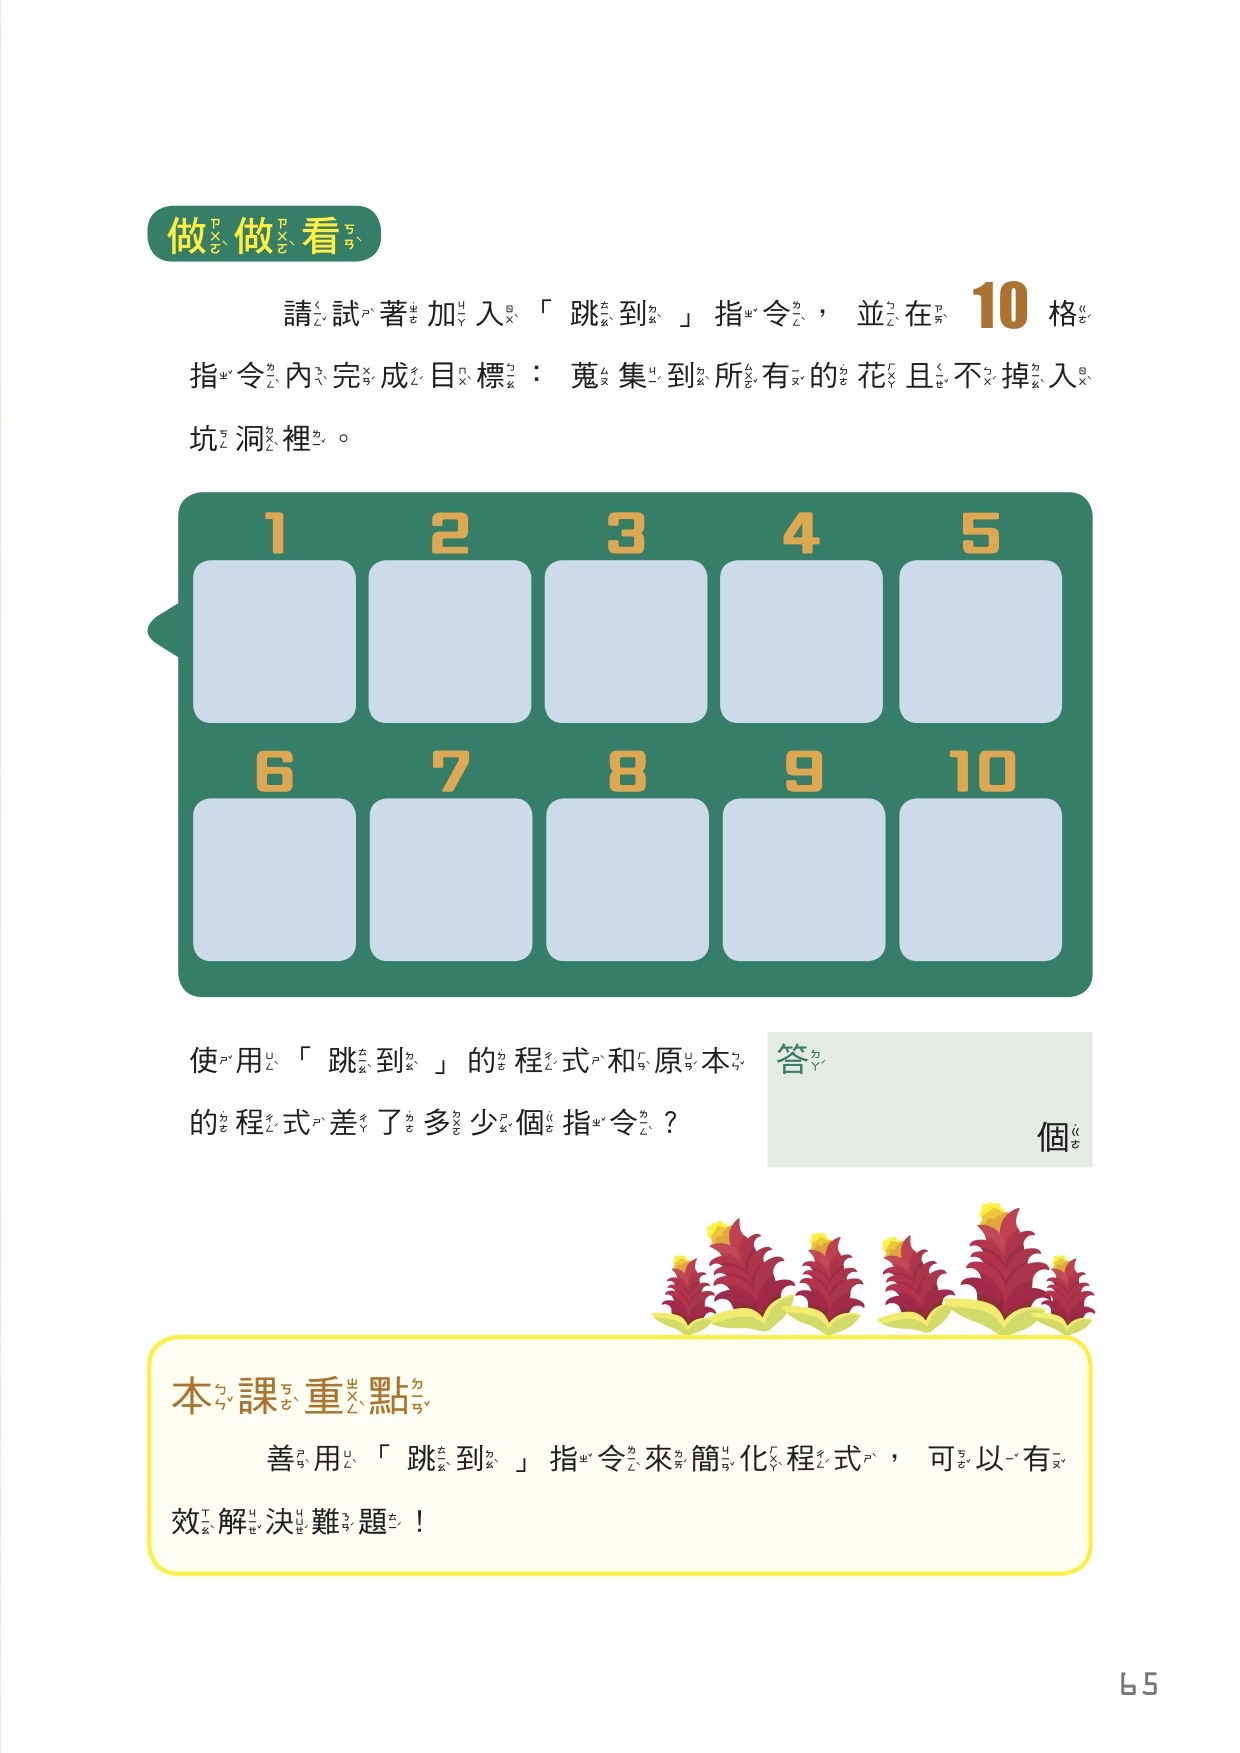 做做看
請試著加入「跳到」指令，並在 10 格
指令內完成目標：蒐集到所有的花且不掉入
坑洞裡。
1 2 3 4 5
6 7 8 9 10
使用「跳到」的程式和原本
的程式差了多少個指令？
答
個
本課重點
善用「跳到」指令來簡化程式，可以有
效解決難題！
65